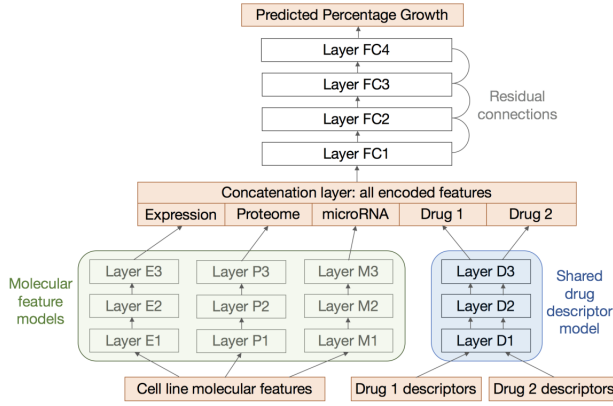 Predicted Percentage Growth
Layer FC4
Layer FC3
Layer FC2
Layer FC1
Residual
connections
Concatenation layer: all encoded features
Expression
Proteome
microRNA
Drug 1
Drug 2
Molecular
feature
models
Layer E3
Layer P3
Layer M3
Layer E2
Layer P2
Layer M2
Layer E1
Layer P1
Layer M1
Layer D3
Layer D2
Layer D1
Shared
drug
descriptor
model
Cell line molecular features
Drug 1 descriptors
Drug 2 descriptors